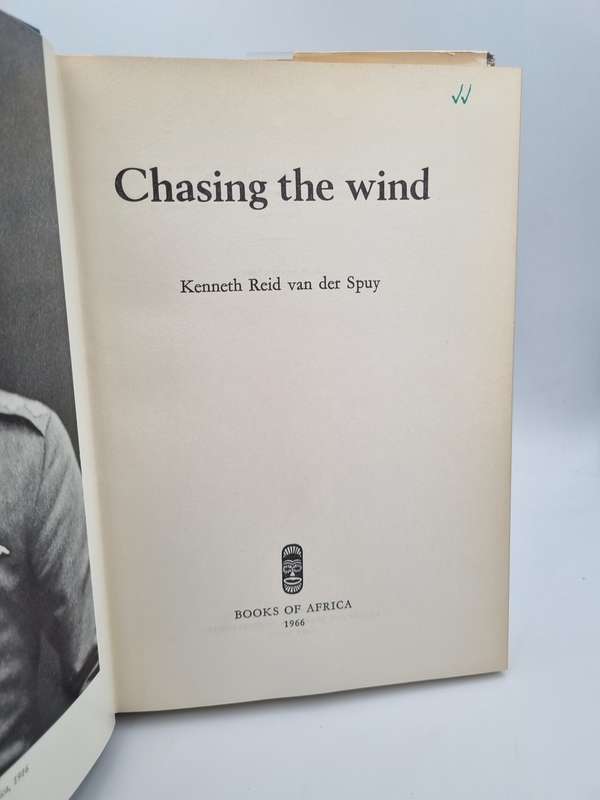 Chasing the wind
Kenneth Reid van der Spuy
BOOKS OF AFRICA
1966